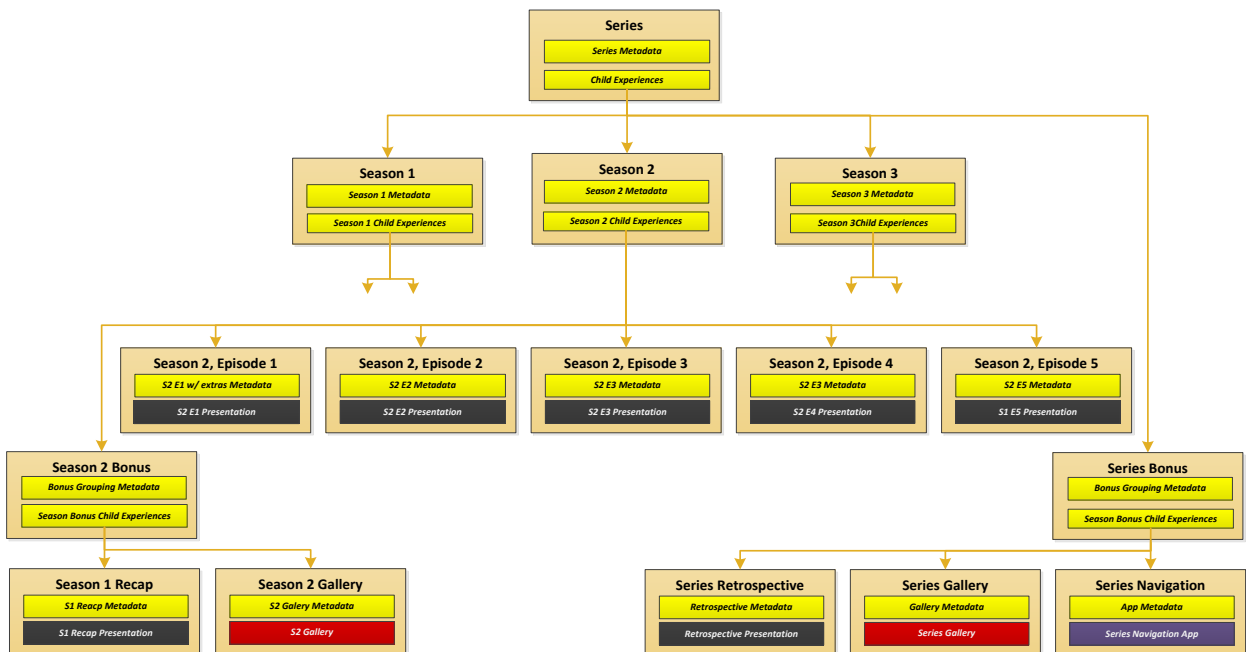 Series
Series Metadata
Child Experiences
Season 1
Season 1 Metadata
Season 1 Child Experiences
Season 2
Season 2 Metadata
Season 2 Child Experiences
Season 3
Season 3 Metadata
Season 3Child Experiences
Season 2, Episode 1
S2 E1 w/ extras Metadata
S2 E1 Presentation
Season 2, Episode 2
S2 E2 Metadata
S2 E2 Presentation
Season 2, Episode 3
S2 E3 Metadata
S2 E3 Presentation
Season 2, Episode 4
S2 E3 Metadata
S2 E4 Presentation
Season 2, Episode 5
S2 E5 Metadata
S1 E5 Presentation
Season 2 Bonus
Bonus Grouping Metadata
Season Bonus Child Experiences
Series Bonus
Bonus Grouping Metadata
Season Bonus Child Experiences
Season 1 Recap
S1 Reacp Metadata
S1 Recap Presentation
Season 2 Gallery
S2 Galery Metadata
S2 Gallery
Series Retrospective
Retrospective Metadata
Retrospective Presentation
Series Gallery
Gallery Metadata
Series Gallery
Series Navigation
App Metadata
Series Navigation App